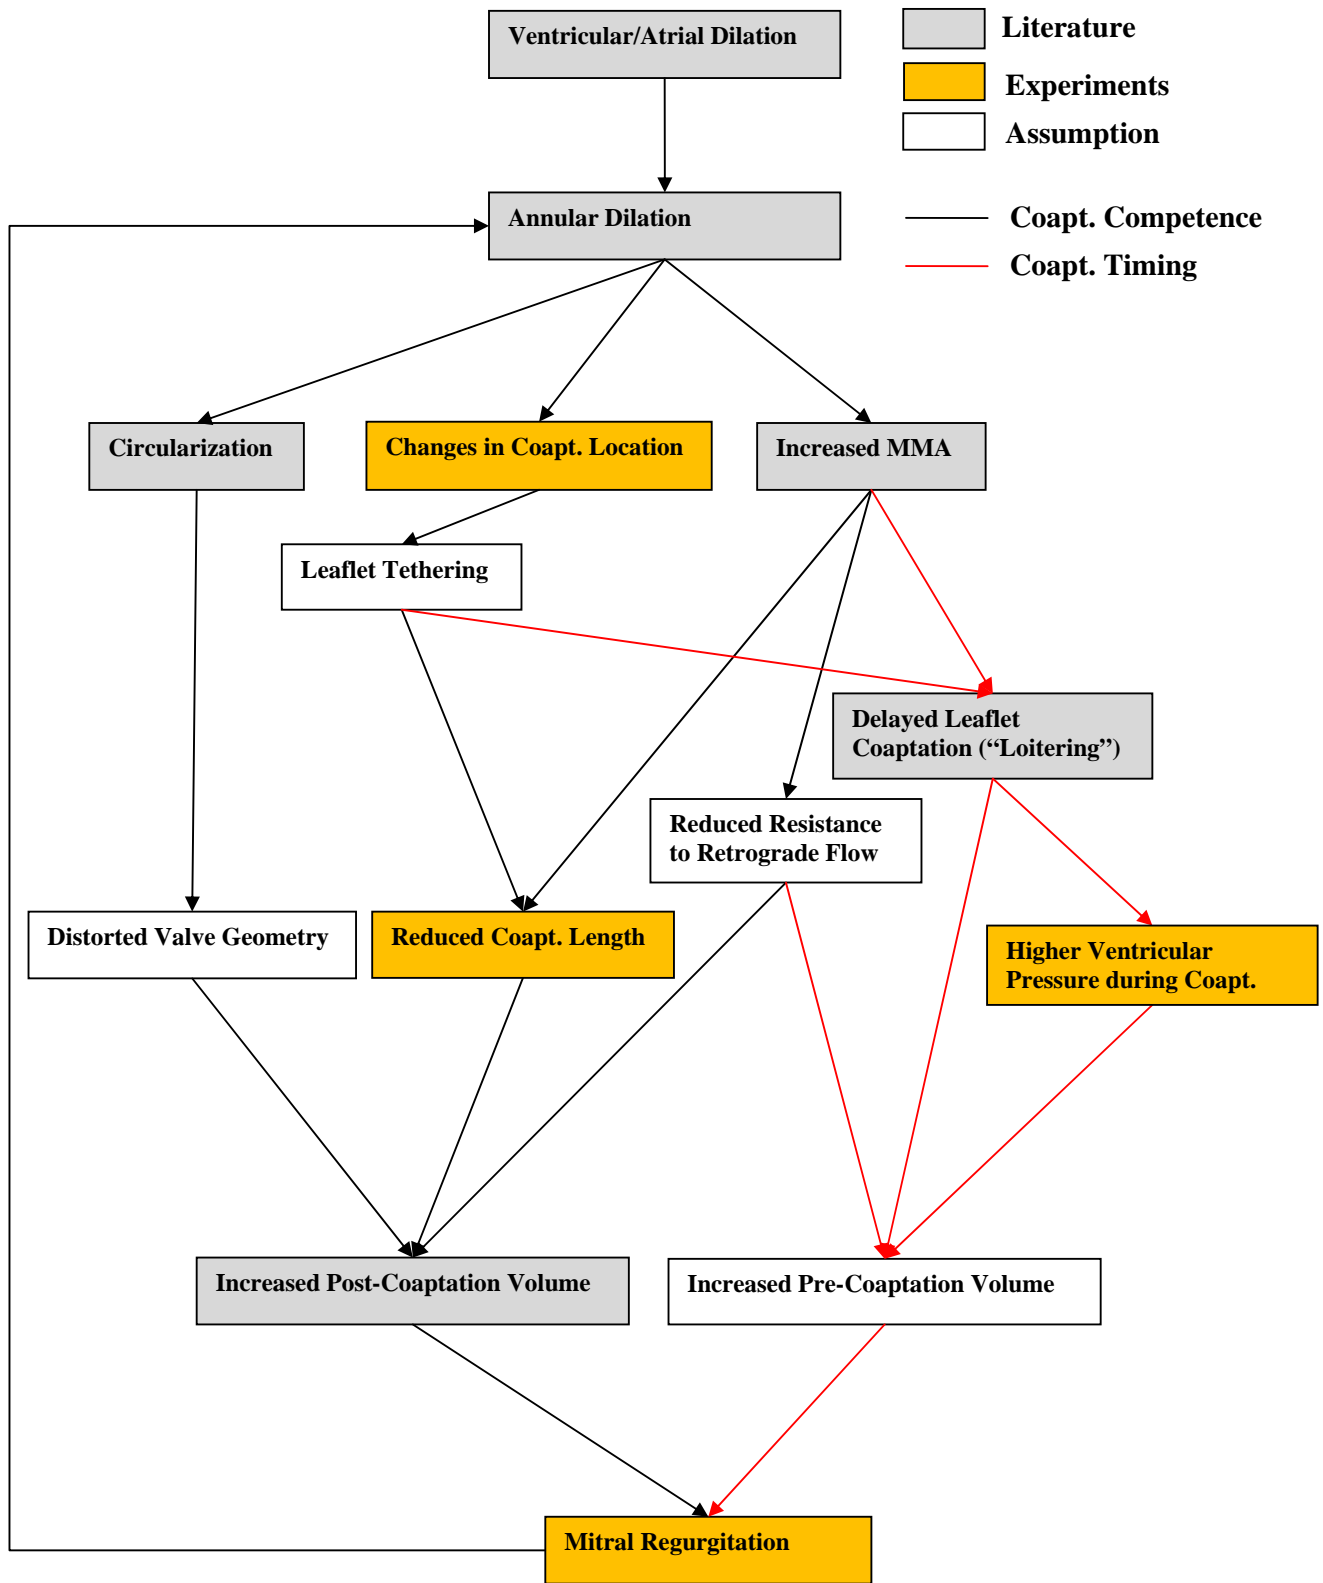 Ventricular/Atrial Dilation
Literature
Experiments
Assumption
Annular Dilation
Coapt. Competence
Coapt. Timing
Circularization
Changes in Coapt. Location
Increased MMA
Leaflet Tethering
Delayed Leaflet
Coaptation (“Loitering”)
Reduced Resistance
to Retrograde Flow
Distorted Valve Geometry
Reduced Coapt. Length
Higher Ventricular
Pressure during Coapt.
Increased Post-Coaptation Volume
Increased Pre-Coaptation Volume
Mitral Regurgitation